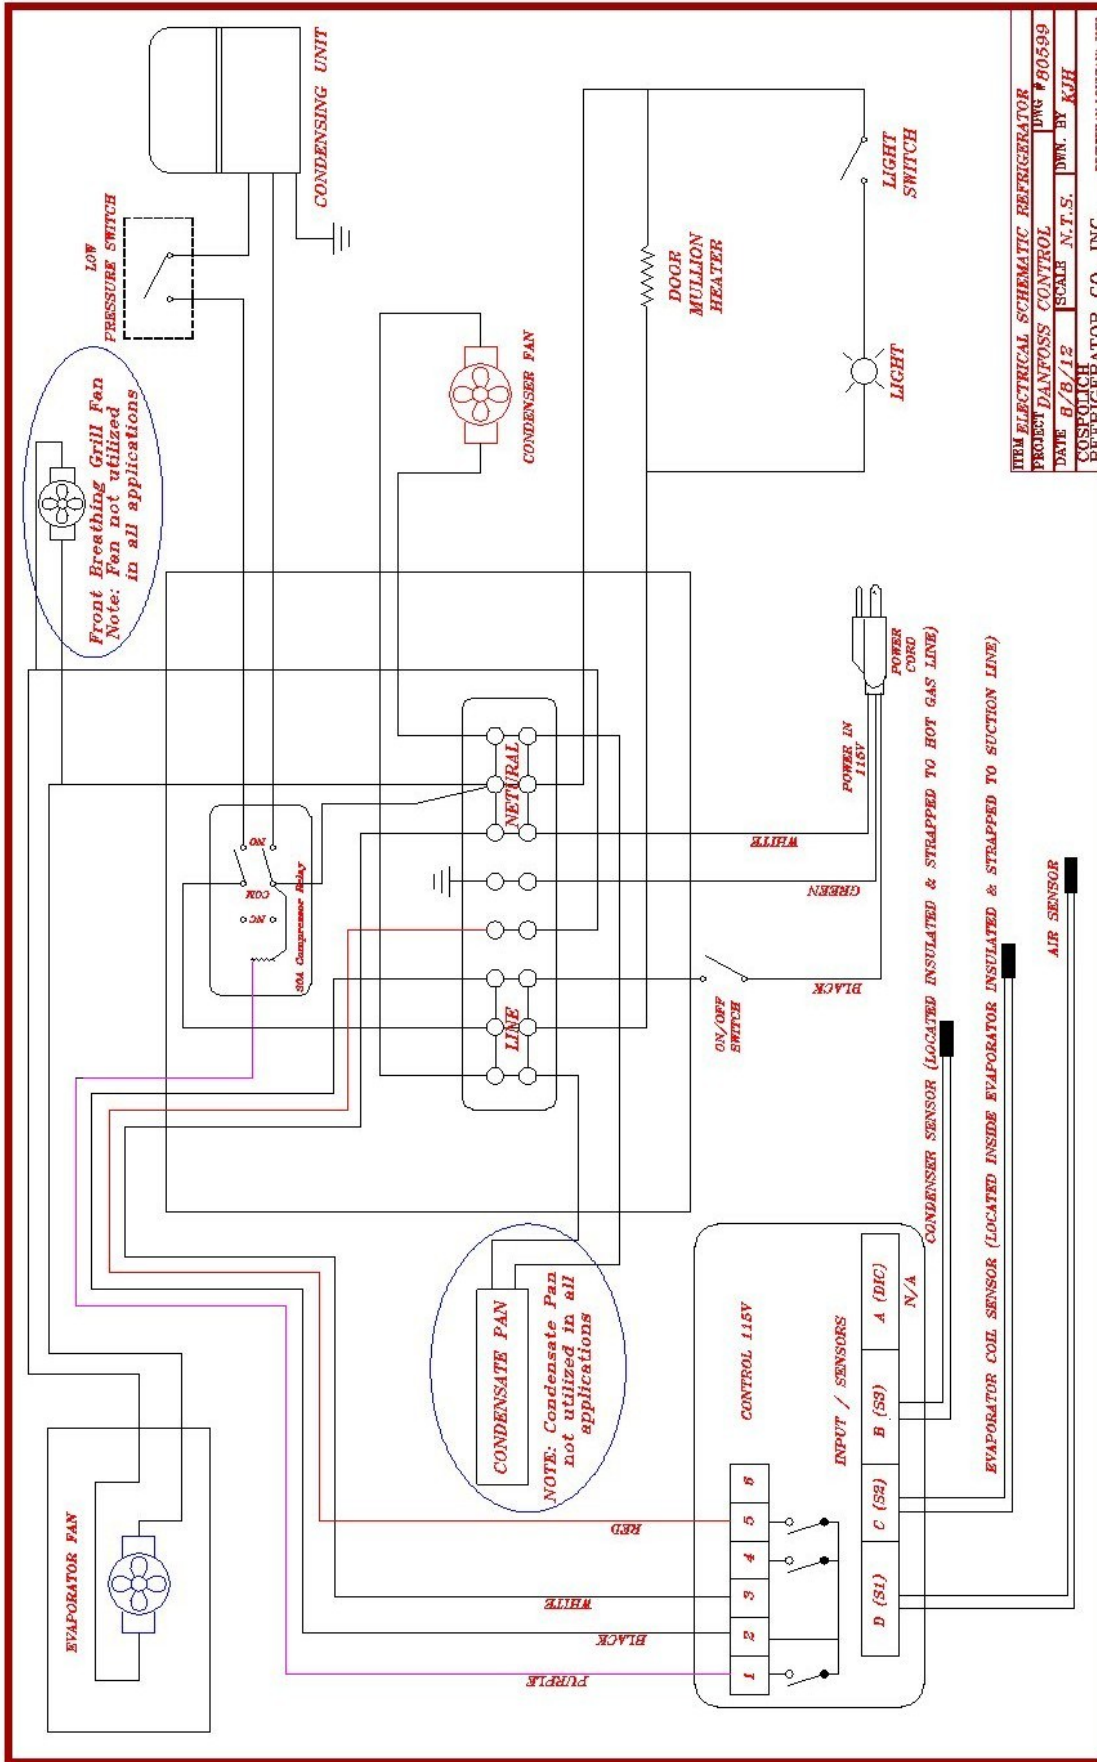 EVAPORATOR FAN
Front Breathing Grill Fan
Note: Fan not utilized
in all applications
LOW
PRESSURE SWITCH
CONDENSING UNIT
NO
COM
NC
30A Compressor Relay
CONDENSER FAN
LINE
NETURAL
CONDENSATE PAN
NOTE: Condensate Pan
not utilized in all
applications
DOOR
MULLION
HEATER
LIGHT
LIGHT
SWITCH
PURPLE
BLACK
WHITE
RED
BLACK
GREEN
WHITE
ON/OFF
SWITCH
POWER IN
115V
POWER
CORD
CONTROL 115V
1 2 3 4 5 6
INPUT / SENSORS
D (S1) C (S2) B (S3) A (DIC)
N/A
CONDENSER SENSOR (LOCATED INSULATED & STRAPPED TO HOT GAS LINE)
EVAPORATOR COIL SENSOR (LOCATED INSIDE EVAPORATOR INSULATED & STRAPPED TO SUCTION LINE)
AIR SENSOR
ITEM ELECTRICAL SCHEMATIC REFRIGERATOR
PROJECT DANFOSS CONTROL DWG #80599
DATE 8/8/12 SCALE N.T.S. DWN. BY KJH
COSPOLICH
REFRIGERATOR CO., INC.